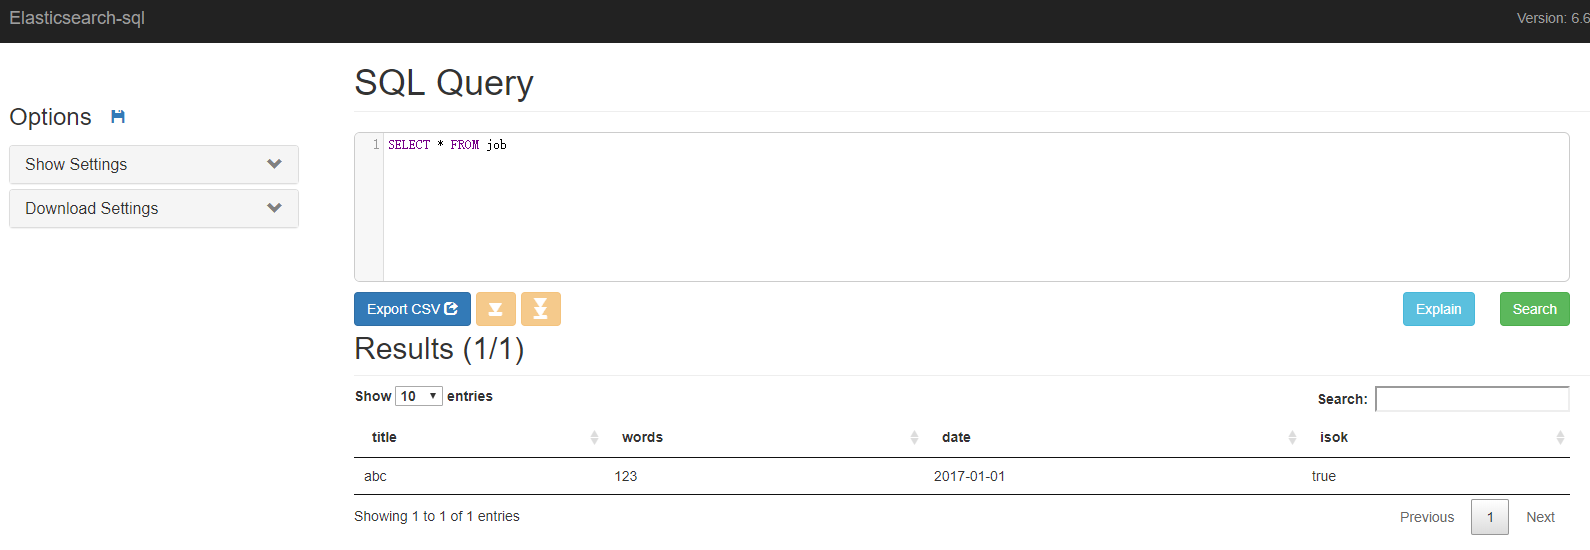 Elasticsearch-sql
Version: 6.6
SQL Query
Options
Show Settings
Download Settings
1 SELECT * FROM job
Export CSV Explain Search
Results (1/1)
Show 10 entries Search:
title words date isok
abc 123 2017-01-01 true
Showing 1 to 1 of 1 entries Previous 1 Next